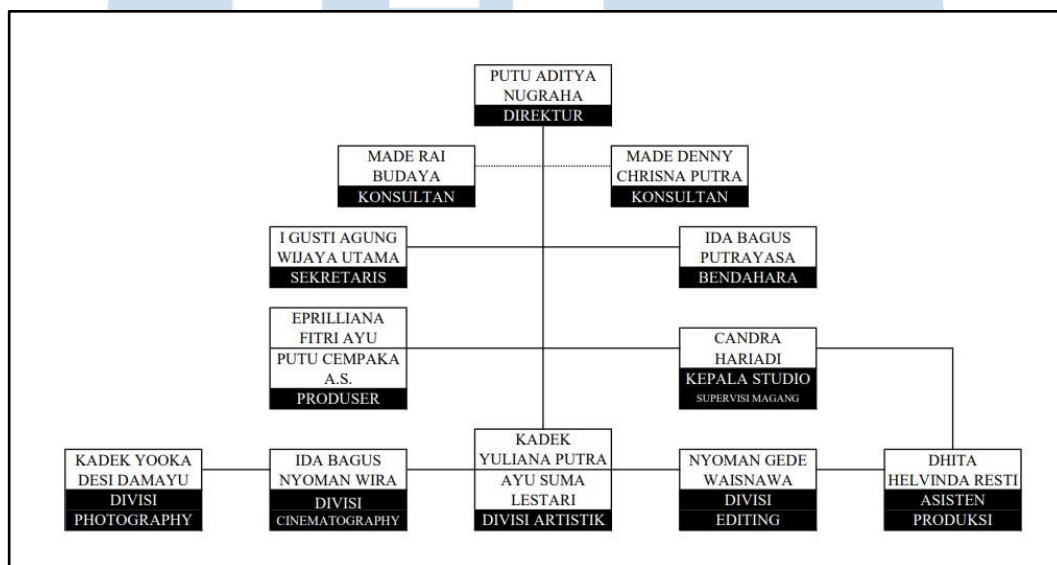 PUTU ADITYA
NUGRAHA
DIREKTUR
MADE RAI
BUDAYA
KONSULTAN
MADE DENNY
CHRISNA PUTRA
KONSULTAN
I GUSTI AGUNG
WIJAYA UTAMA
SEKRETARIS
IDA BAGUS
PUTRAYASA
BENDAHARA
EPRILLIANA
FITRI AYU
PUTU CEMPAKA
A.S.
PRODUSER
CANDRA
HARIADI
KEPALA STUDIO
SUPERVISI MAGANG
KADEK YOOKA
DESI DAMAYU
DIVISI
PHOTOGRAPHY
IDA BAGUS
NYOMAN WIRA
DIVISI
CINEMATOGRAPHY
KADEK
YULIANA PUTRA
AYU SUMA
LESTARI
DIVISI ARTISTIK
NYOMAN GEDE
WAISNAWA
DIVISI
EDITING
DHITA
HELVINDA RESTI
ASISTEN
PRODUKSI